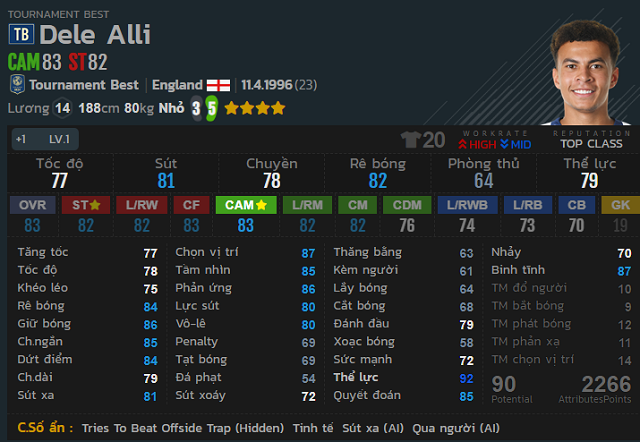 TOURNAMENT BEST
TB Dele Alli
CAM 83 ST 82
Tournament Best England 11.4.1996 (23)
Lương 14 188cm 80kg Nhỏ 3 5
+1 LV.1
20 WORKRATE HIGH MID REPUTATION TOP CLASS
Tốc độ Sút Chuyền Rê bóng Phòng thủ Thể lực
77 81 78 82 64 79
OVR ST L/RW CF CAM L/RM CM CDM L/RWB L/RB CB GK
83 82 82 83 83 82 82 76 74 73 70 19
Tăng tốc 77 Chọn vị trí 87 Thăng bằng 63 Nhảy 70
Tốc độ 78 Tầm nhìn 85 Kèm người 61 Bình tĩnh 87
Khéo léo 75 Phản ứng 86 Lấy bóng 64 TM đổ người 10
Rê bóng 84 Lực sút 80 Cắt bóng 68 TM bắt bóng 9
Giữ bóng 86 Vô-lê 80 Đánh đầu 79 TM phát bóng 12
Ch.ngắn 85 Penalty 69 Xoạc bóng 58 TM phản xạ 11
Dứt điểm 84 Tạt bóng 69 Sức mạnh 72 TM chọn vị trí 14
Ch.dài 79 Đá phạt 54 Thể lực 92 90 2266
Sút xa 81 Sút xoáy 72 Quyết đoán 85 Potential AttributesPoints
C.Số ẩn : Tries To Beat Offside Trap (Hidden) Tinh tế Sút xa (AI) Qua người (AI)